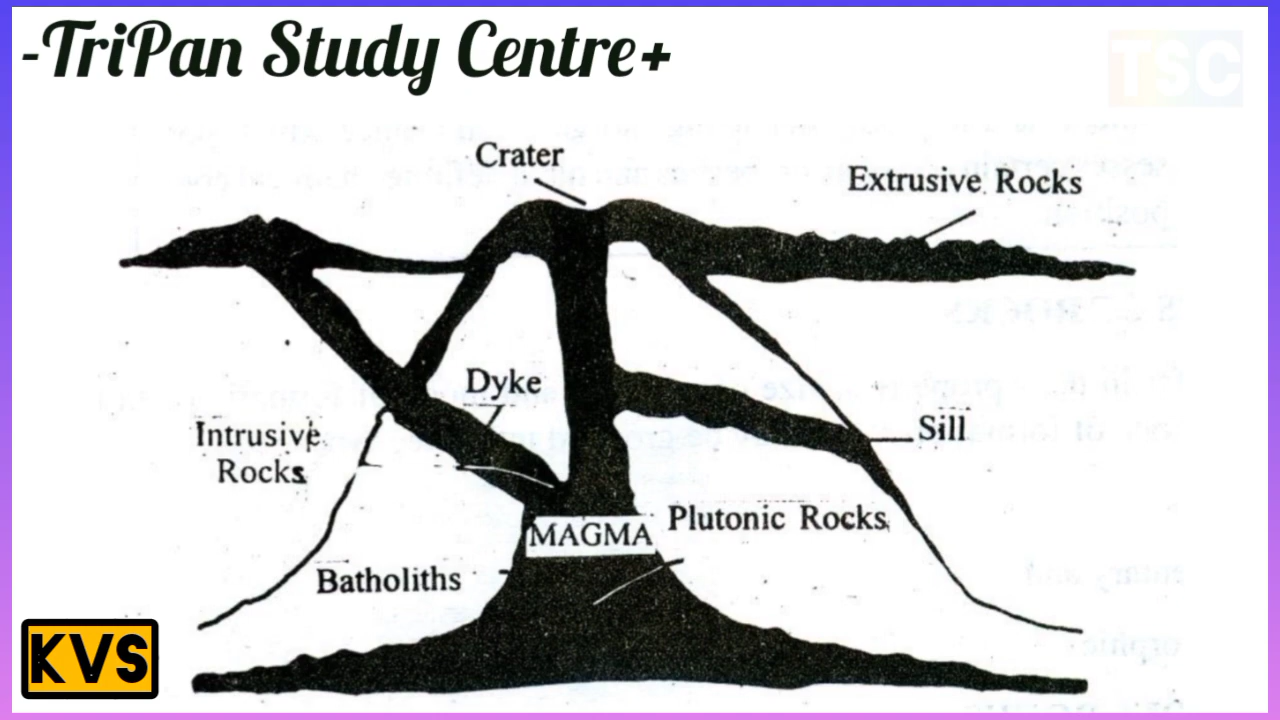 -TriPan Study Centre+
TSC
Crater
Extrusive Rocks
Dyke
Intrusive
Rocks
Sill
MAGMA
Plutonic Rocks
Batholiths
KVS